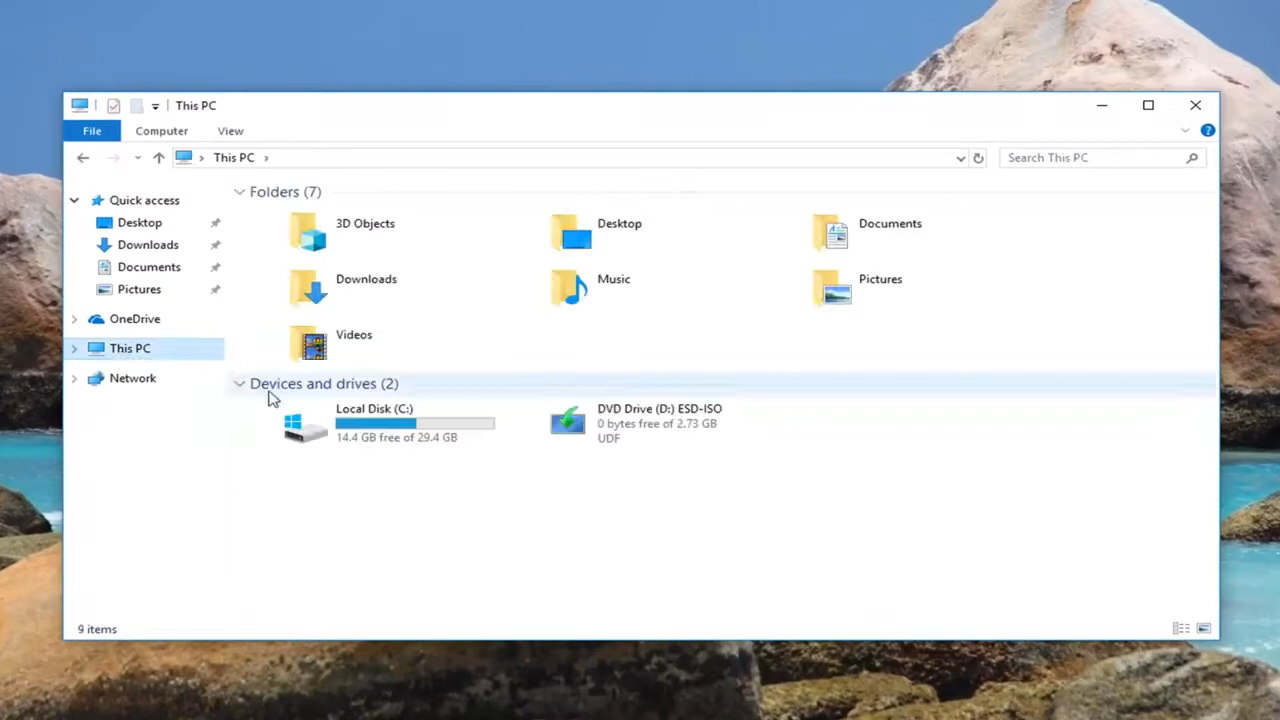 This PC
File Computer View
This PC
Search This PC
Quick access
Desktop
Downloads
Documents
Pictures
OneDrive
This PC
Network
Folders (7)
3D Objects
Desktop
Documents
Downloads
Music
Pictures
Videos
Devices and drives (2)
Local Disk (C:)
14.4 GB free of 29.4 GB
DVD Drive (D:) ESD-ISO
0 bytes free of 2.73 GB
UDF
9 items